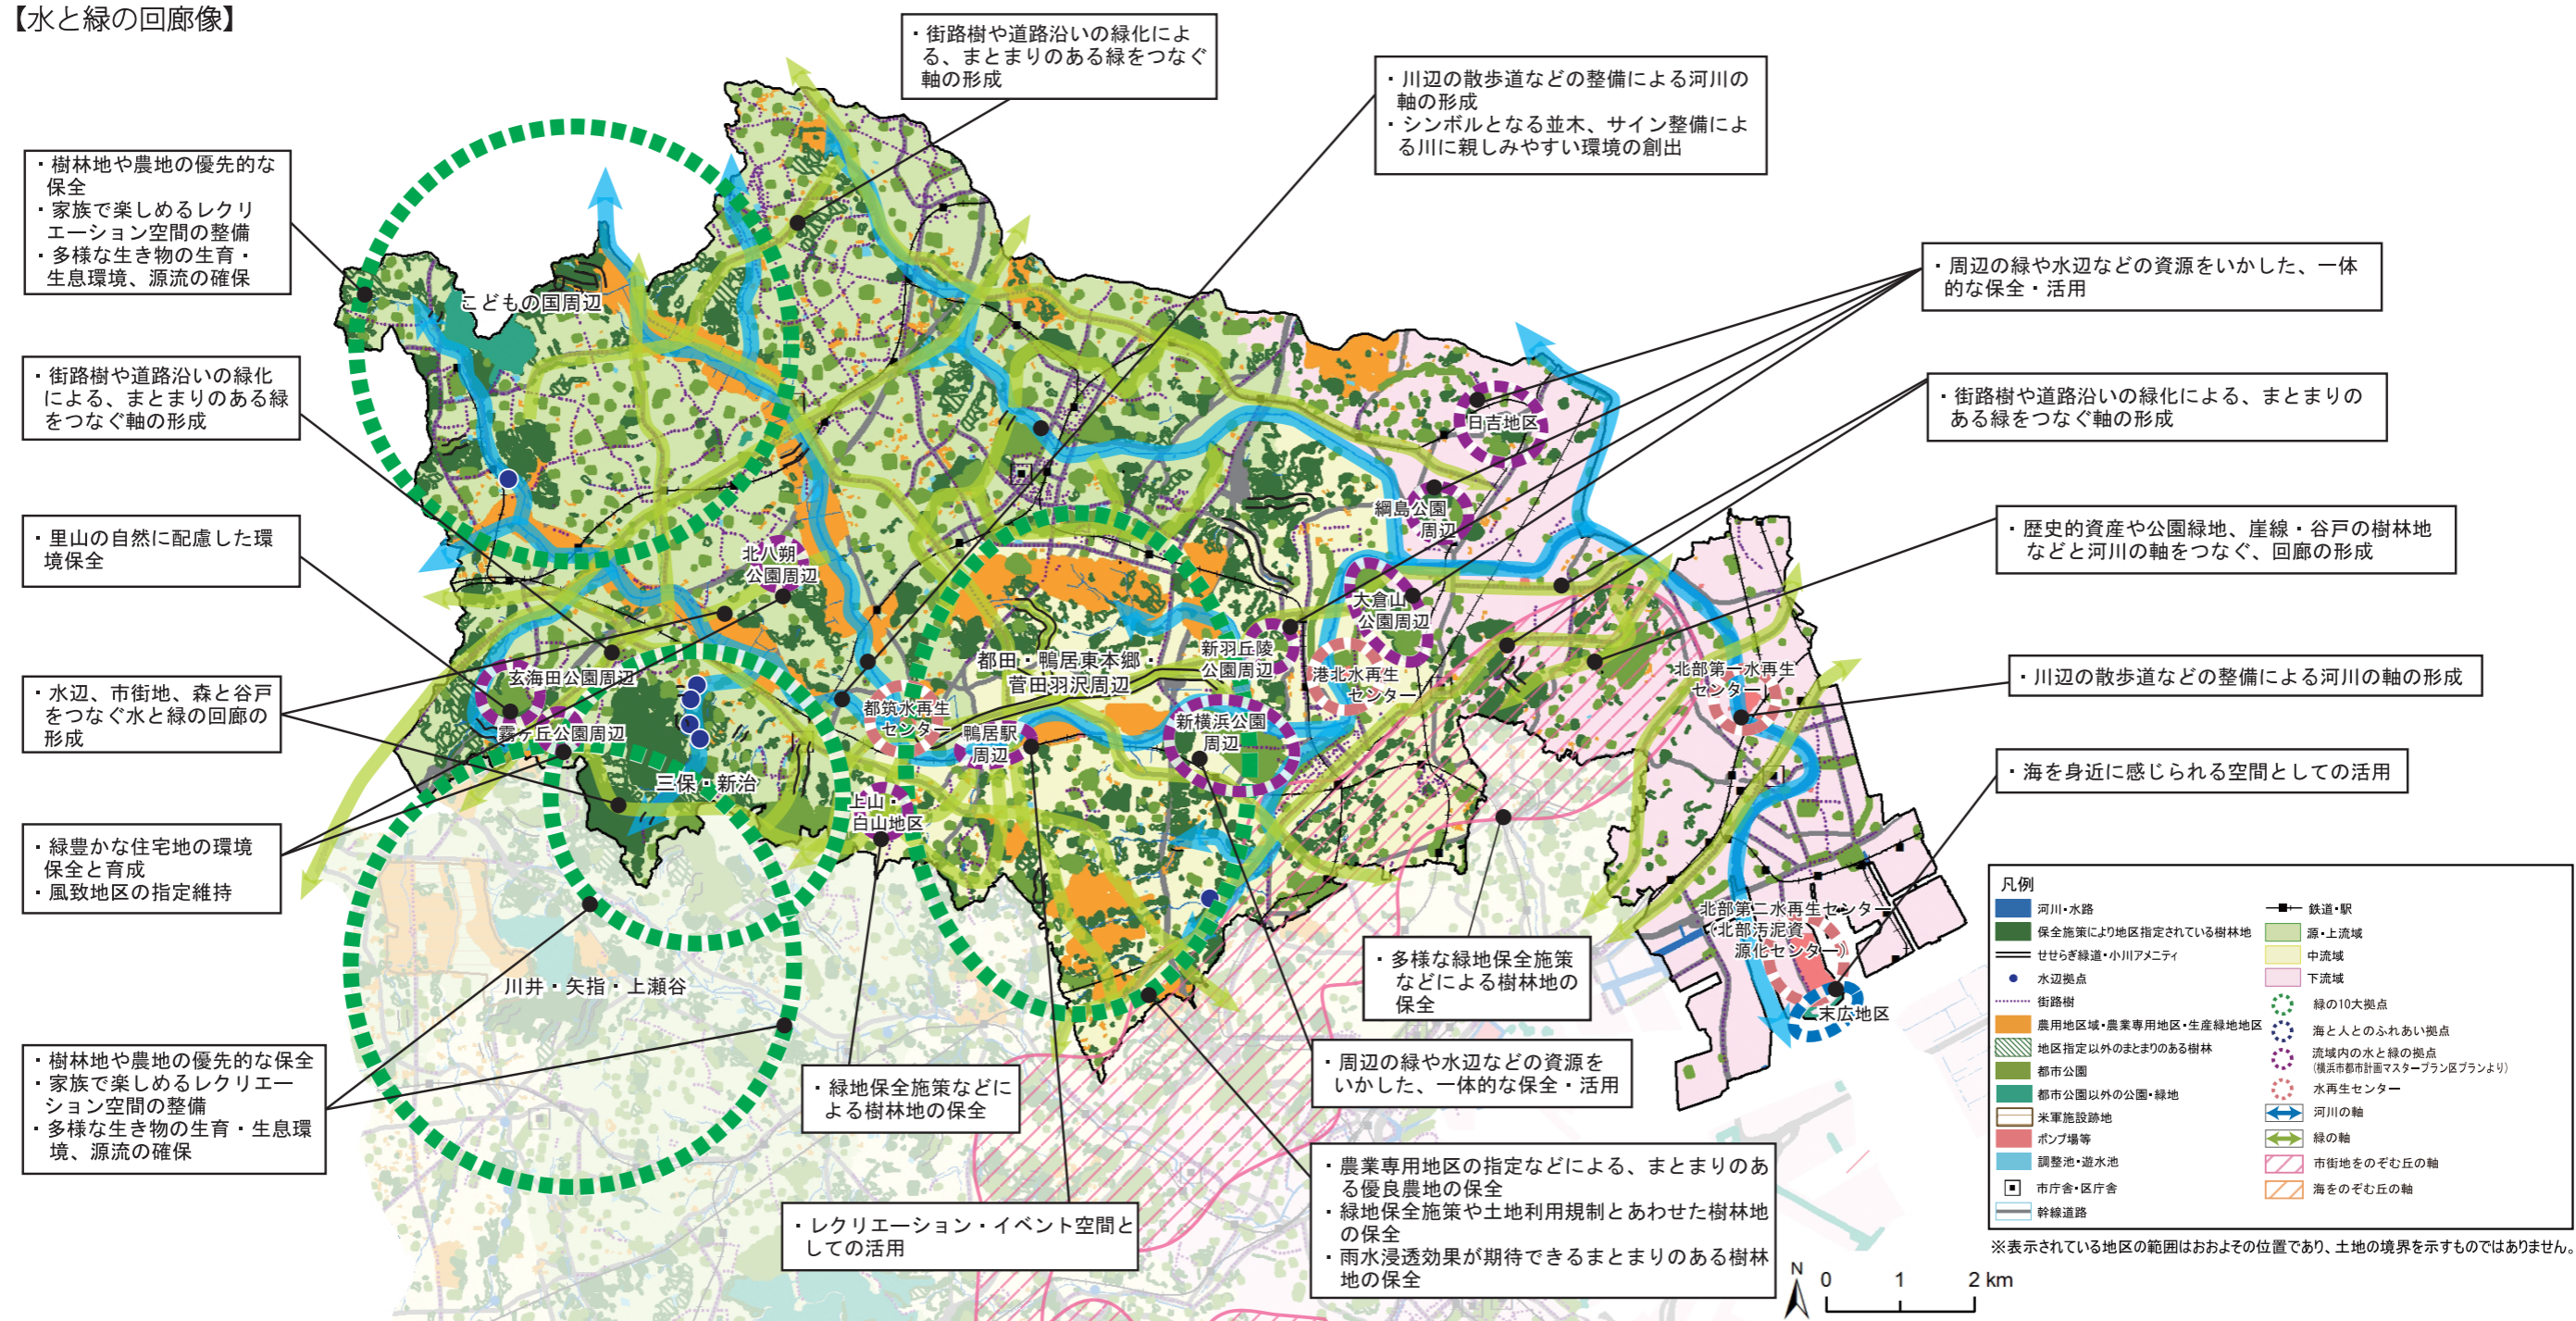 【水と緑の回廊像】
・街路樹や道路沿いの緑化によ
る、まとまりのある緑をつなぐ
軸の形成
・川辺の散歩道などの整備による河川の
軸の形成
・シンボルとなる並木、サイン整備によ
る川に親しみやすい環境の創出
・樹林地や農地の優先的な
保全
・家族で楽しめるレクリ
エーション空間の整備
・多様な生き物の生育・
生息環境、源流の確保
・周辺の緑や水辺などの資源をいかした、一体
的な保全・活用
・街路樹や道路沿いの緑化
による、まとまりのある緑
をつなぐ軸の形成
・街路樹や道路沿いの緑化による、まとまりの
ある緑をつなぐ軸の形成
・里山の自然に配慮した環
境保全
・歴史的資産や公園緑地、崖線・谷戸の樹林地
などと河川の軸をつなぐ、回廊の形成
・水辺、市街地、森と谷戸
をつなぐ水と緑の回廊の
形成
・川辺の散歩道などの整備による河川の軸の形成
・海を身近に感じられる空間としての活用
・緑豊かな住宅地の環境
保全と育成
・風致地区の指定維持
・樹林地や農地の優先的な保全
・家族で楽しめるレクリエー
ション空間の整備
・多様な生き物の生育・生息環
境、源流の確保
・緑地保全施策などに
よる樹林地の保全
・レクリエーション・イベント空間と
しての活用
・多様な緑地保全施策
などによる樹林地の
保全
・周辺の緑や水辺などの資源を
いかした、一体的な保全・活用
・農業専用地区の指定などによる、まとまりのあ
る優良農地の保全
・緑地保全施策や土地利用規制とあわせた樹林地
の保全
・雨水浸透効果が期待できるまとまりのある樹林
地の保全
こどもの国周辺
日吉地区
綱島公園
周辺
北八朔
公園周辺
大倉山
公園周辺
新羽丘陵
公園周辺
都田・鴨居東本郷・
菅田羽沢周辺
港北水再生
センター
北部第一水再生
センター
玄海田公園周辺
霧ヶ丘公園周辺
都筑水再生
センター
鴨居駅
周辺
新横浜公園
周辺
三保・新治
上山・
白山地区
川井・矢指・上瀬谷
北部第二水再生センター
(北部汚泥資
源化センター)
末広地区
凡例
河川・水路
保全施策により地区指定されている樹林地
せせらぎ緑道・小川アメニティ
水辺拠点
街路樹
農用地区域・農業専用地区・生産緑地地区
地区指定以外のまとまりのある樹林
都市公園
都市公園以外の公園・緑地
米軍施設跡地
ポンプ場等
調整池・遊水池
市庁舎・区庁舎
幹線道路
鉄道・駅
源・上流域
中流域
下流域
緑の10大拠点
海と人とのふれあい拠点
流域内の水と緑の拠点
(横浜市都市計画マスタープラン区プランより)
水再生センター
河川の軸
緑の軸
市街地をのぞむ丘の軸
海をのぞむ丘の軸
※表示されている地区の範囲はおおよその位置であり、土地の境界を示すものではありません。
N
0 1 2 km